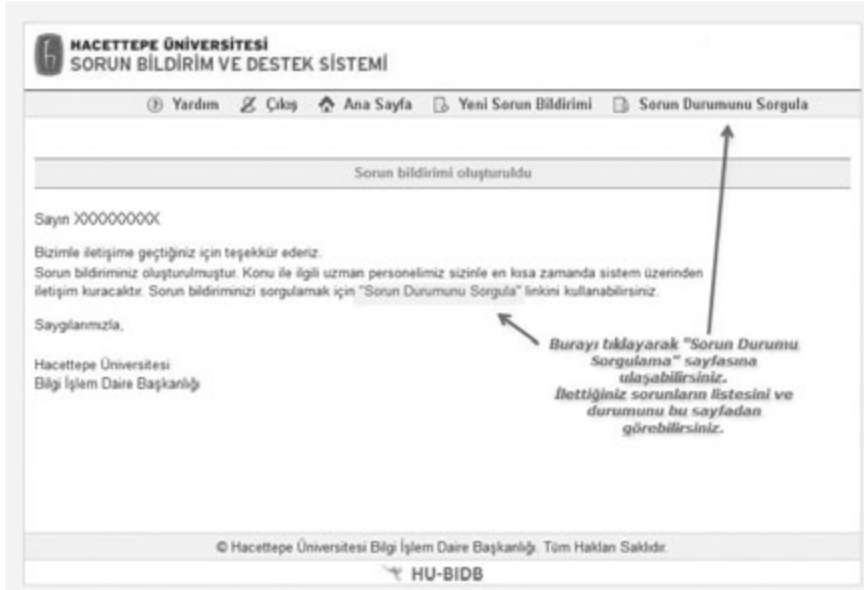 HACETTEPE ÜNİVERSİTESİ
SORUN BİLDİRİM VE DESTEK SİSTEMİ
Yardım Çıkış Ana Sayfa Yeni Sorun Bildirimi Sorun Durumunu Sorgula
Sorun bildirimi oluşturuldu
Sayın XXXXXXXXX
Bizimle iletişime geçtiğiniz için teşekkür ederiz.
Sorun bildiriminiz oluşturulmuştur. Konu ile ilgili uzman personelimiz sizinle en kısa zamanda sistem üzerinden
iletişim kuracaktır. Sorun bildiriminizi sorgulamak için "Sorun Durumunu Sorgula" linkini kullanabilirsiniz.
Saygılarımızla,
Hacettepe Üniversitesi
Bilgi İşlem Daire Başkanlığı
Burayı tıklayarak "Sorun Durumu
Sorgulama" sayfasına
ulaşabilirsiniz.
İlettiğiniz sorunların listesini ve
durumunu bu sayfadan
görebilirsiniz.
© Hacettepe Üniversitesi Bilgi İşlem Daire Başkanlığı. Tüm Hakları Saklıdır.
HU-BIDB